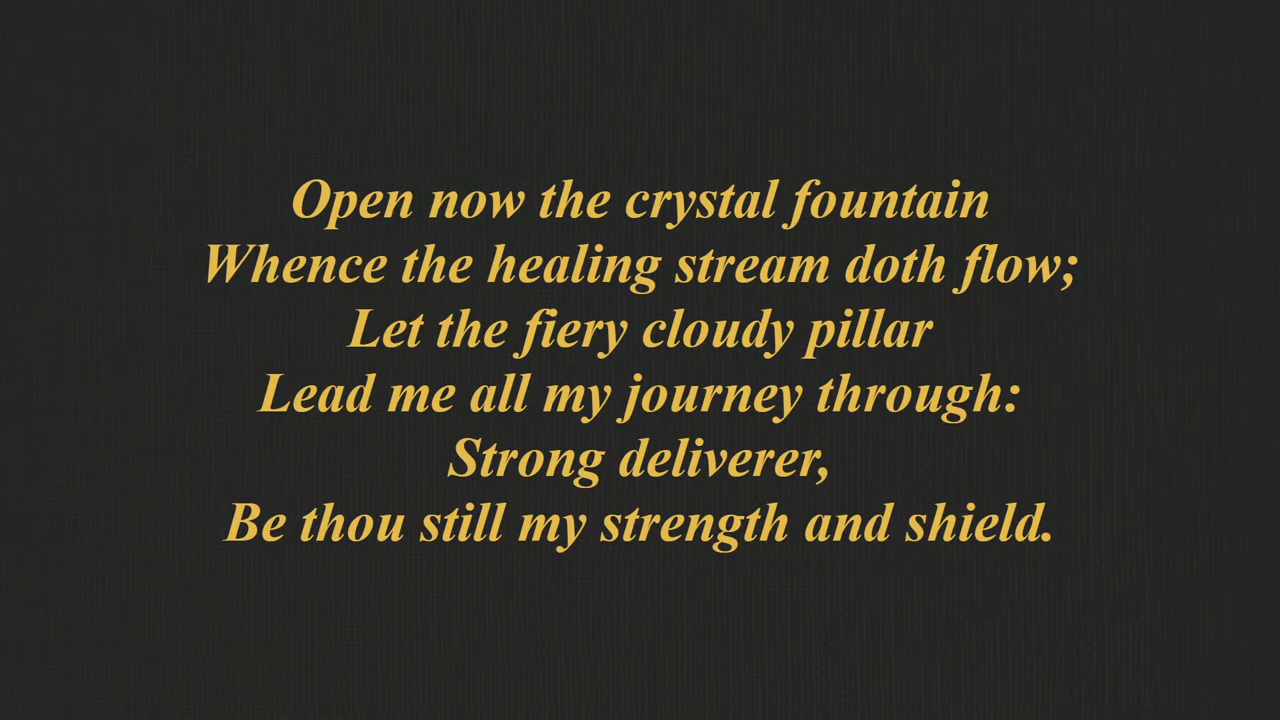 Open now the crystal fountain
Whence the healing stream doth flow;
Let the fiery cloudy pillar
Lead me all my journey through:
Strong deliverer,
Be thou still my strength and shield.